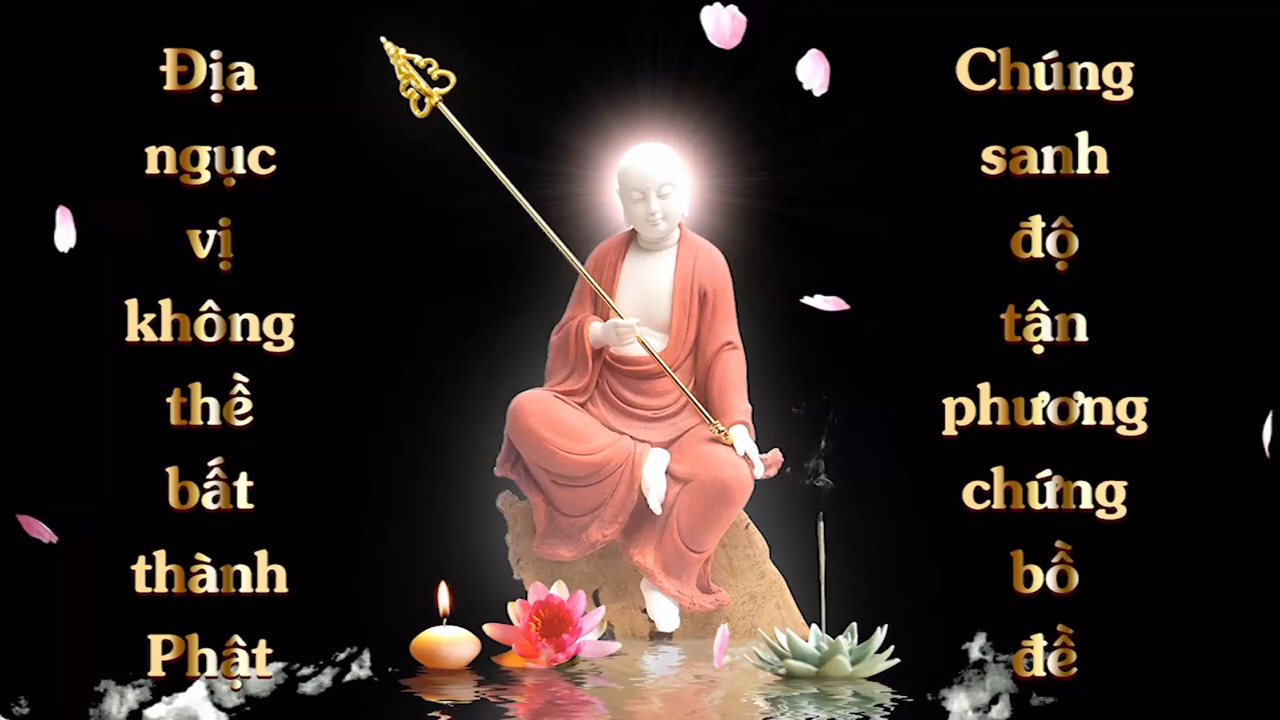 Địa
ngục
vị
không
thề
bất
thành
Phật
Chúng
sanh
độ
tận
phương
chứng
bồ
đề